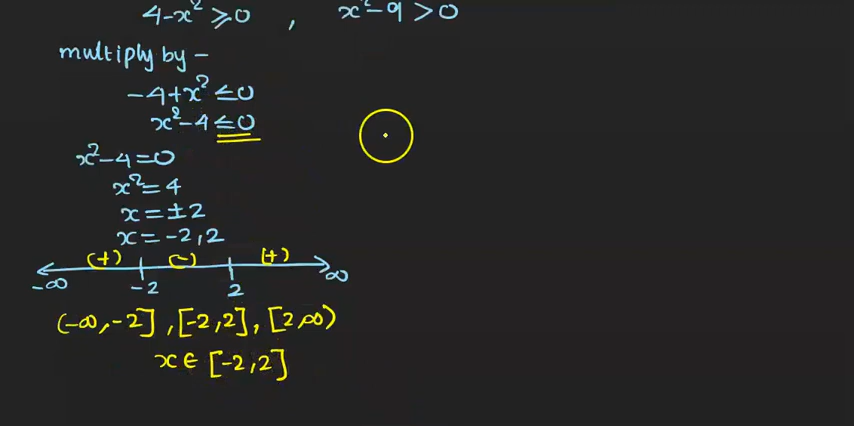 4-x² ⩾0 , x²-9 >0
multiply by -
-4+x² ≤0
x²-4 ≤0
x²-4=0
x²=4
x=±2
x=-2,2
(+) (-) (+)
-∞ -2 2 ∞
(-∞,-2] , [-2,2], [2,∞)
x∈ [-2,2]